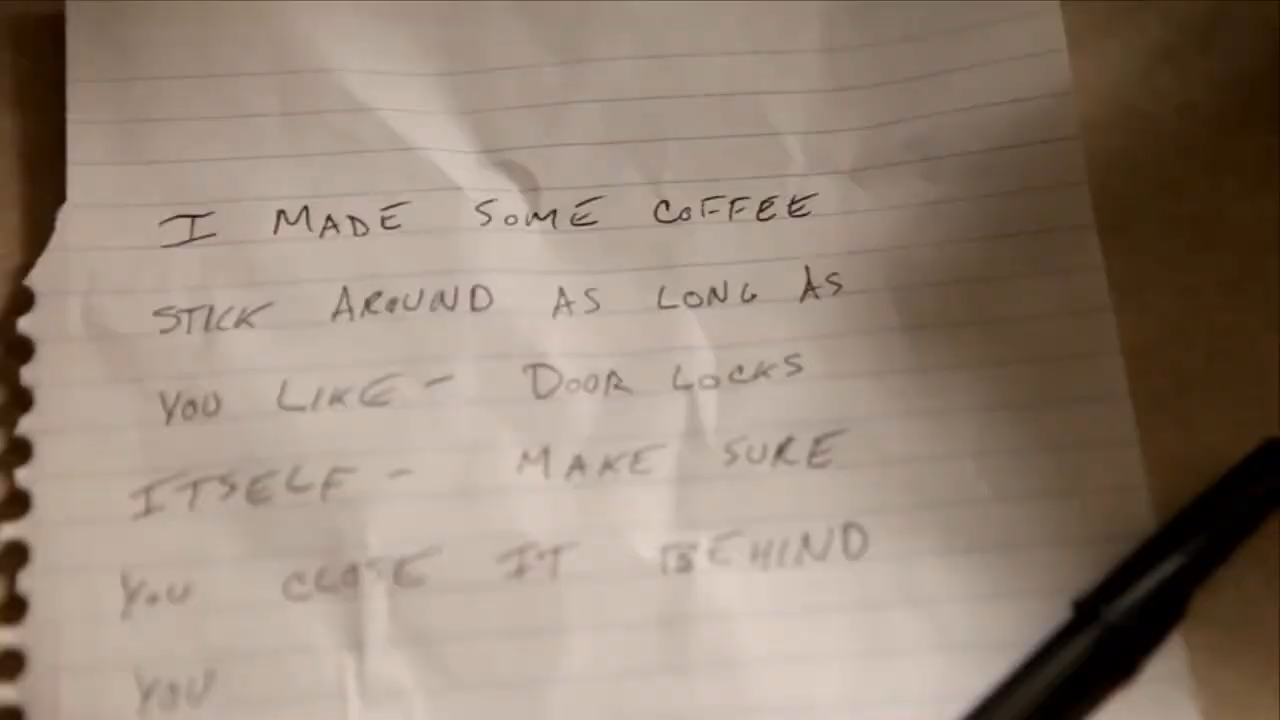 I MADE SOME COFFEE
STICK AROUND AS LONG AS
YOU LIKE - DOOR LOCKS
ITSELF - MAKE SURE
YOU CLOSE IT BEHIND
YOU